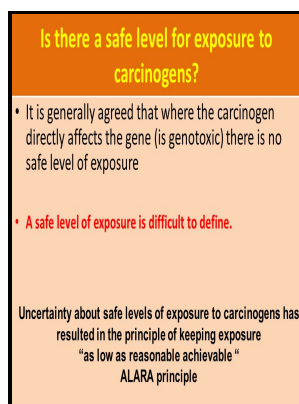 Is there a safe level for exposure to
carcinogens?
• It is generally agreed that where the carcinogen
directly affects the gene (is genotoxic) there is no
safe level of exposure
• A safe level of exposure is difficult to define.
Uncertainty about safe levels of exposure to carcinogens has
resulted in the principle of keeping exposure
“as low as reasonable achievable “
ALARA principle